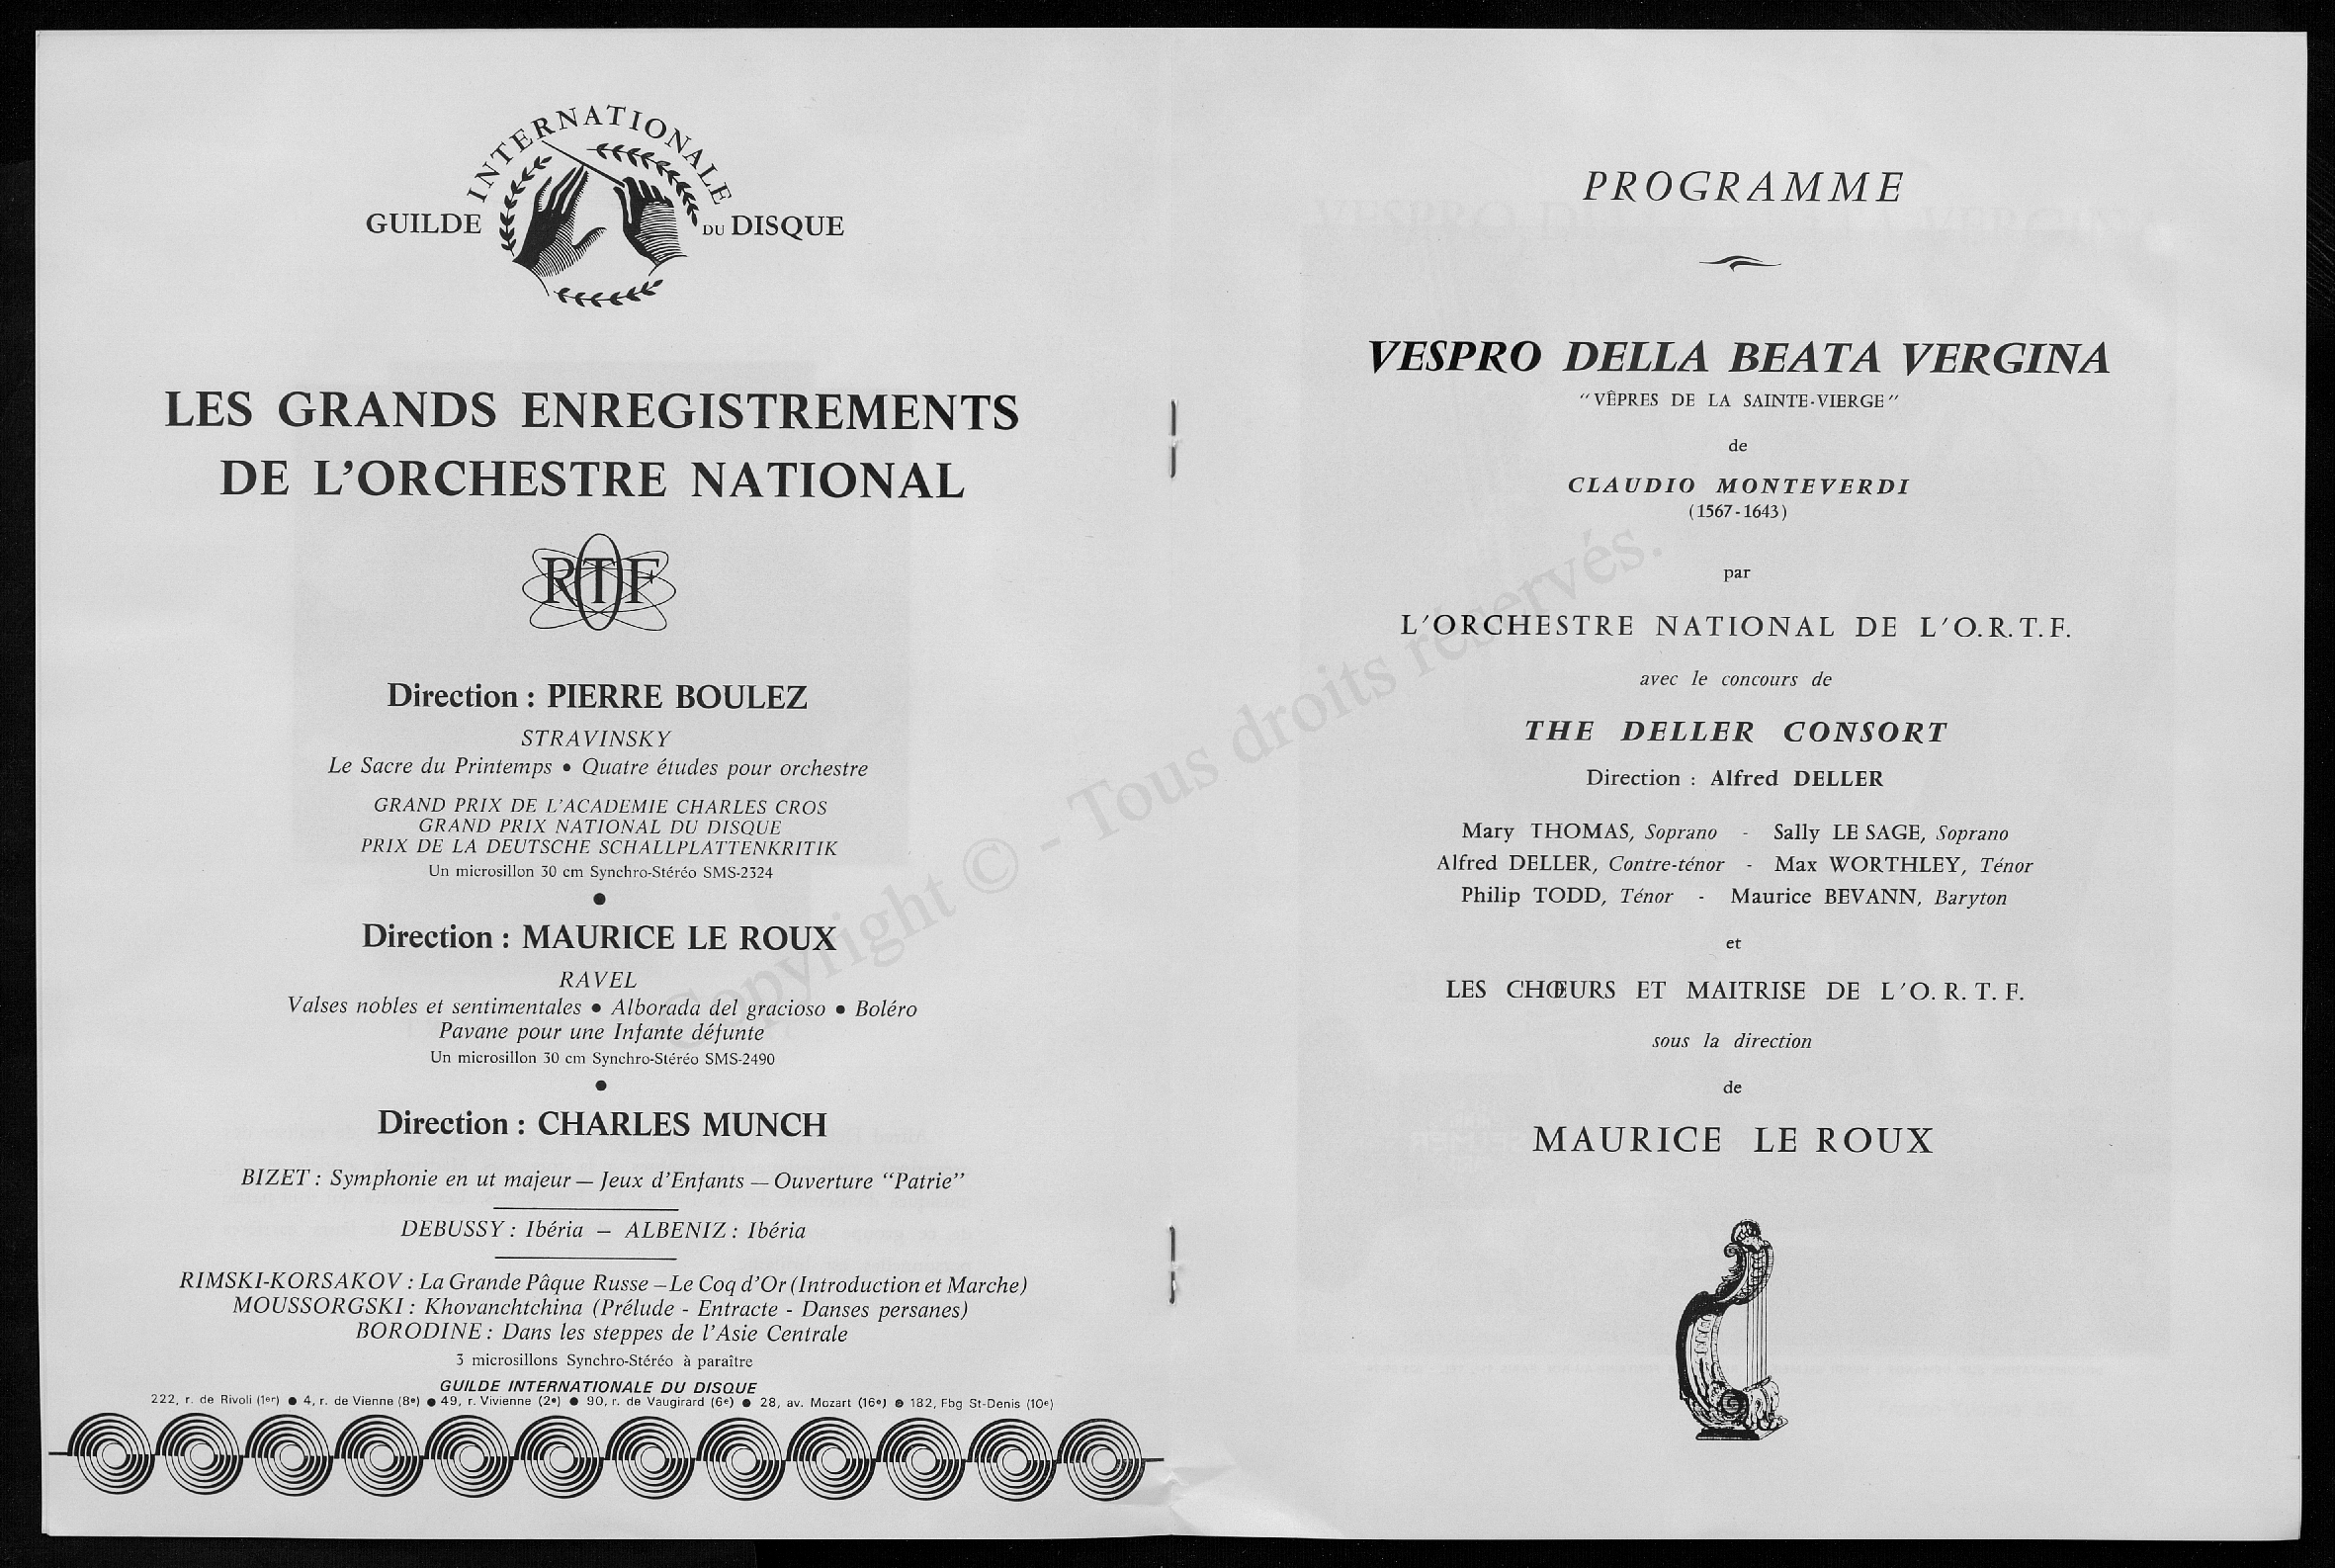 INTERNATIONALE
GUILDE DU DISQUE
LES GRANDS ENREGISTREMENTS
DE L'ORCHESTRE NATIONAL
RTF
Direction : PIERRE BOULEZ
STRAVINSKY
Le Sacre du Printemps • Quatre études pour orchestre
GRAND PRIX DE L'ACADEMIE CHARLES CROS
GRAND PRIX NATIONAL DU DISQUE
PRIX DE LA DEUTSCHE SCHALLPLATTENKRITIK
Un microsillon 30 cm Synchro-Stéréo SMS-2324
•
Direction : MAURICE LE ROUX
RAVEL
Valses nobles et sentimentales • Alborada del gracioso • Boléro
Pavane pour une Infante défunte
Un microsillon 30 cm Synchro-Stéréo SMS-2490
•
Direction : CHARLES MUNCH
BIZET : Symphonie en ut majeur — Jeux d'Enfants — Ouverture "Patrie"
DEBUSSY : Ibéria — ALBENIZ : Ibéria
RIMSKI-KORSAKOV : La Grande Pâque Russe – Le Coq d'Or (Introduction et Marche)
MOUSSORGSKI : Khovanchtchina (Prélude - Entracte - Danses persanes)
BORODINE : Dans les steppes de l'Asie Centrale
3 microsillons Synchro-Stéréo à paraître
GUILDE INTERNATIONALE DU DISQUE
222, r. de Rivoli (1er) • 4, r. de Vienne (8e) • 49, r. Vivienne (2e) • 90, r. de Vaugirard (6e) • 28, av. Mozart (16e) • 182, Fbg St-Denis (10e)
PROGRAMME
VESPRO DELLA BEATA VERGINA
"VÊPRES DE LA SAINTE-VIERGE"
de
CLAUDIO MONTEVERDI
(1567-1643)
par
L'ORCHESTRE NATIONAL DE L'O.R.T.F.
avec le concours de
THE DELLER CONSORT
Direction : Alfred DELLER
Mary THOMAS, Soprano - Sally LE SAGE, Soprano
Alfred DELLER, Contre-ténor - Max WORTHLEY, Ténor
Philip TODD, Ténor - Maurice BEVANN, Baryton
et
LES CHŒURS ET MAITRISE DE L'O.R.T.F.
sous la direction
de
MAURICE LE ROUX
Copyright © - Tous droits réservés.